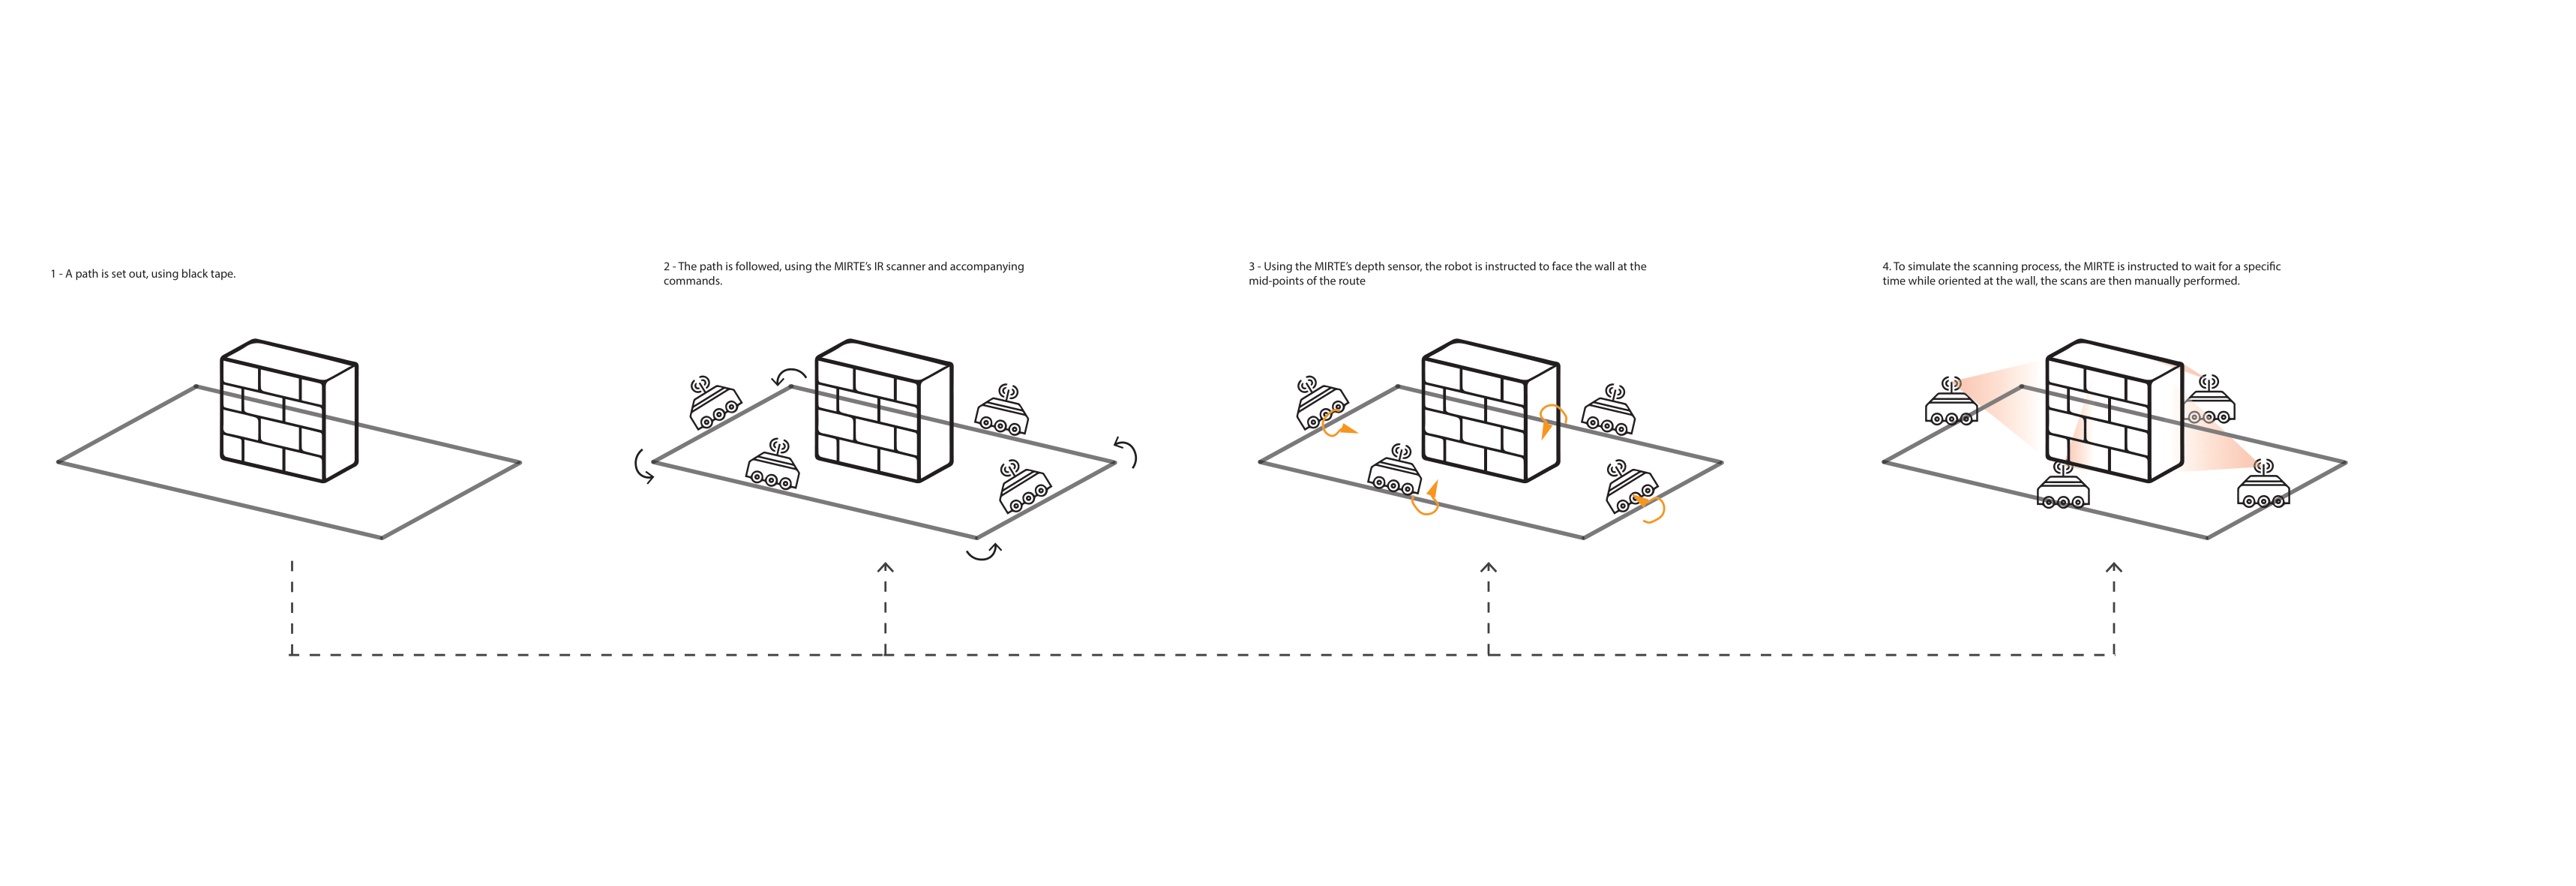 1 - A path is set out, using black tape.
2 - The path is followed, using the MIRTE's IR scanner and accompanying
commands.
3 - Using the MIRTE's depth sensor, the robot is instructed to face the wall at the
mid-points of the route
4. To simulate the scanning process, the MIRTE is instructed to wait for a specific
time while oriented at the wall, the scans are then manually performed.